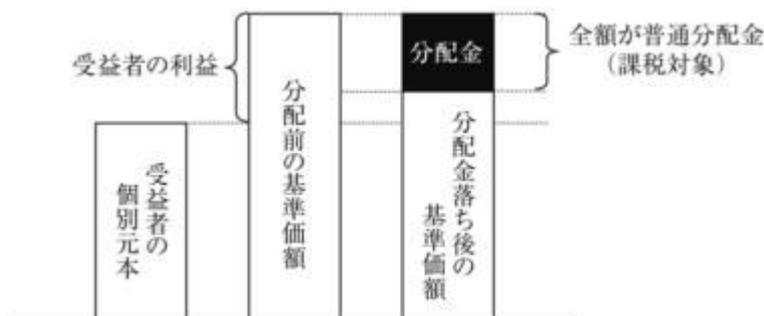 受益者の利益
分配金
全額が普通分配金
(課税対象)
受益者の
個別元本
分配前の基準価額
分配金落ち後の
基準価額